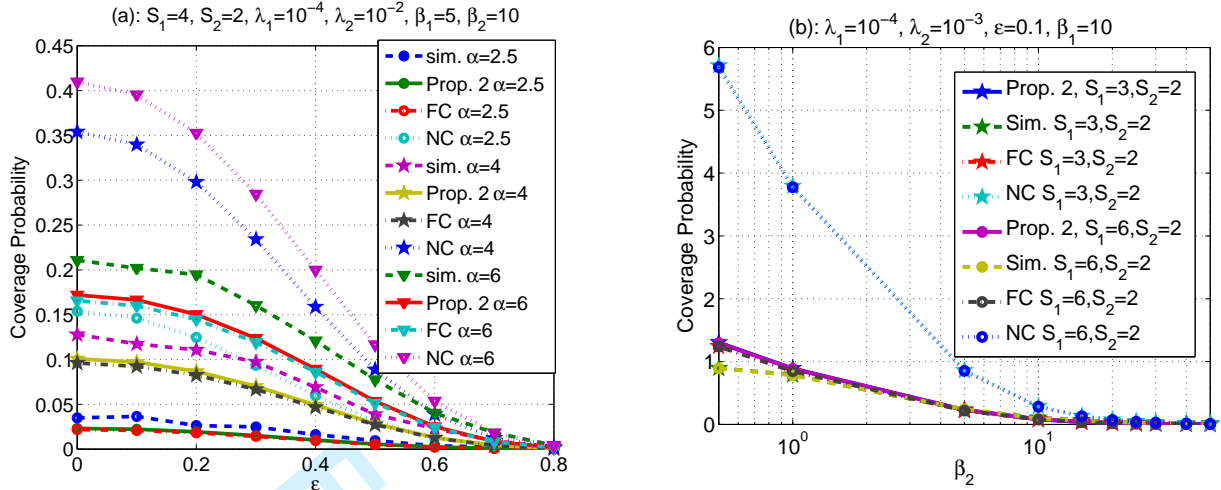 (a): S₁=4, S₂=2, λ₁=10⁻⁴, λ₂=10⁻², β₁=5, β₂=10
0.45
0.4
0.35
0.3
0.25
0.2
0.15
0.1
0.05
0
Coverage Probability
0
0.2
0.4
0.6
0.8
ε
sim. α=2.5
Prop. 2 α=2.5
FC α=2.5
NC α=2.5
sim. α=4
Prop. 2 α=4
FC α=4
NC α=4
sim. α=6
Prop. 2 α=6
FC α=6
NC α=6
(b): λ₁=10⁻⁴, λ₂=10⁻³, ε=0.1, β₁=10
6
5
4
3
2
1
0
Coverage Probability
10⁰
10¹
β₂
Prop. 2, S₁=3,S₂=2
Sim. S₁=3,S₂=2
FC S₁=3,S₂=2
NC S₁=3,S₂=2
Prop. 2, S₁=6,S₂=2
Sim. S₁=6,S₂=2
FC S₁=6,S₂=2
NC S₁=6,S₂=2